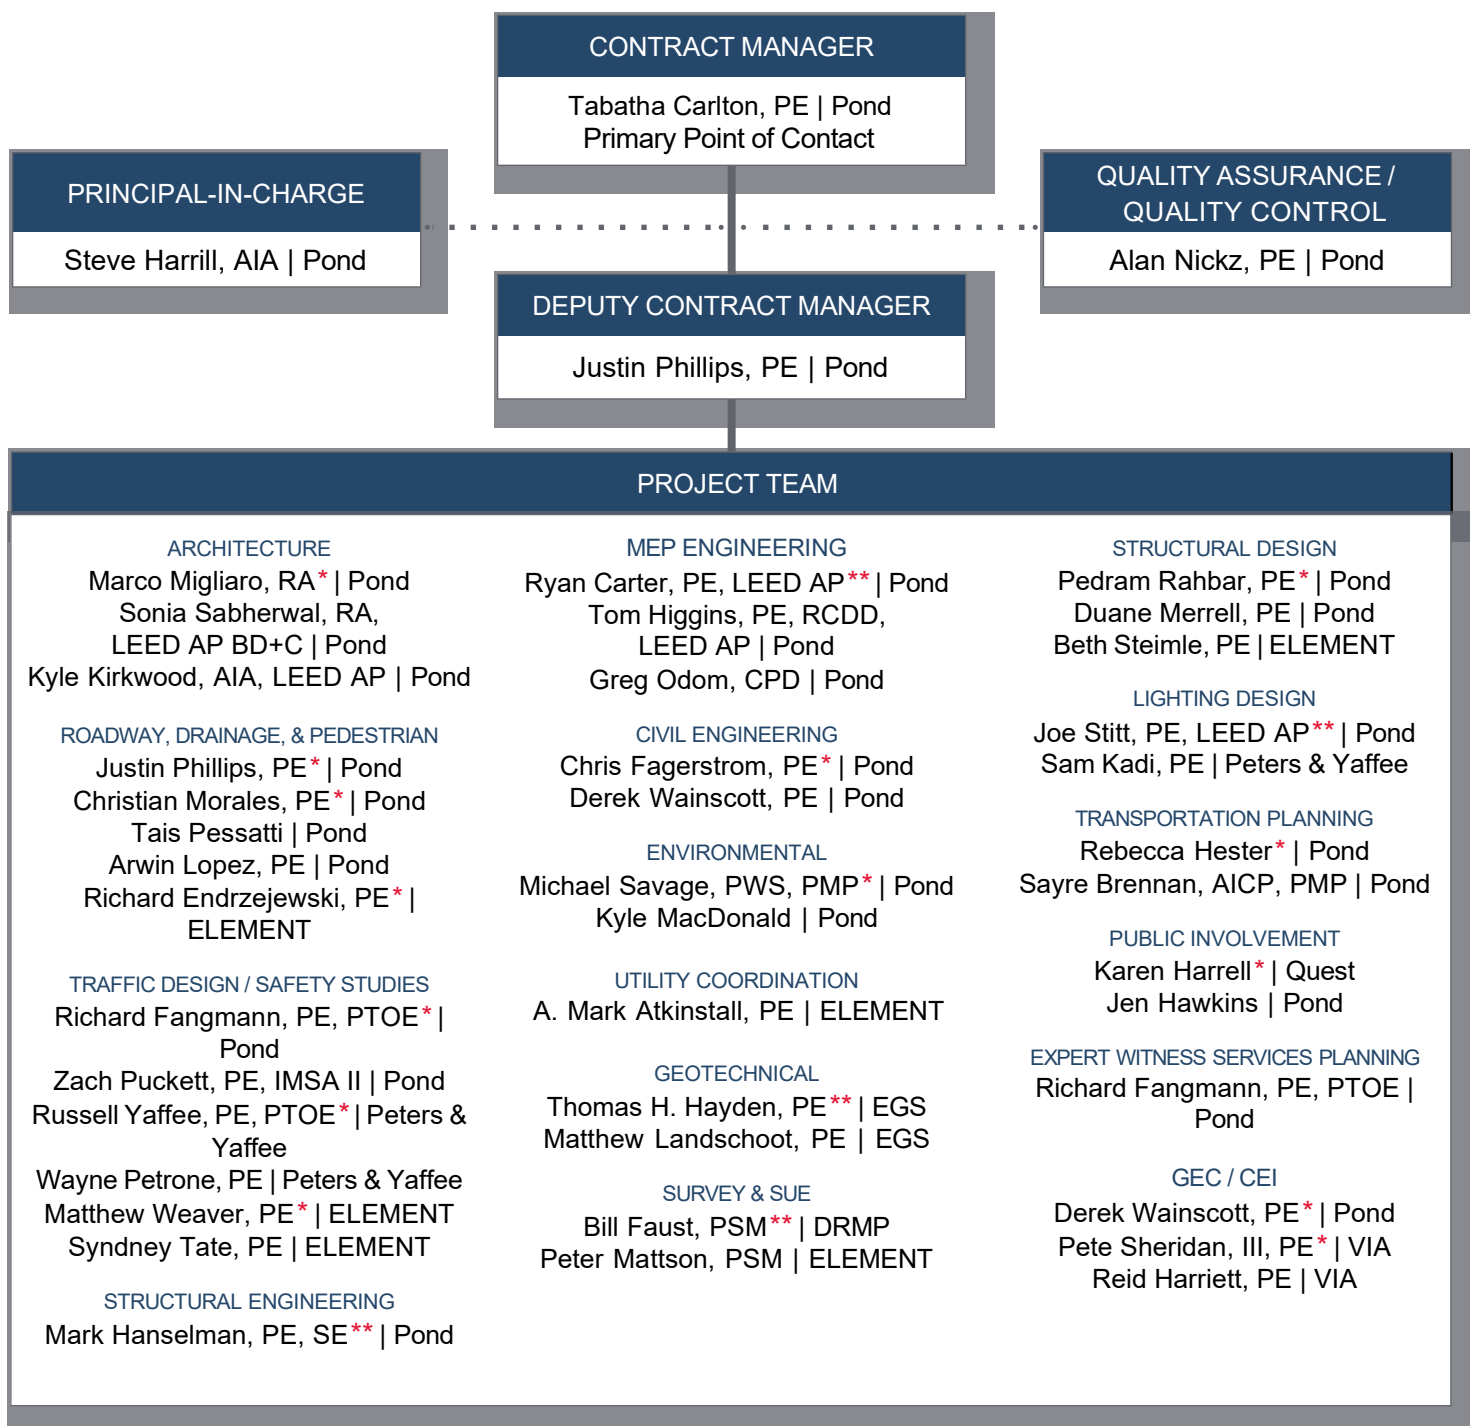 CONTRACT MANAGER
Tabatha Carlton, PE | Pond
Primary Point of Contact
PRINCIPAL-IN-CHARGE
Steve Harrill, AIA | Pond
QUALITY ASSURANCE /
QUALITY CONTROL
Alan Nickz, PE | Pond
DEPUTY CONTRACT MANAGER
Justin Phillips, PE | Pond
PROJECT TEAM
ARCHITECTURE
Marco Migliaro, RA* | Pond
Sonia Sabherwal, RA,
LEED AP BD+C | Pond
Kyle Kirkwood, AIA, LEED AP | Pond
ROADWAY, DRAINAGE, & PEDESTRIAN
Justin Phillips, PE* | Pond
Christian Morales, PE* | Pond
Tais Pessatti | Pond
Arwin Lopez, PE | Pond
Richard Endrzejewski, PE* |
ELEMENT
TRAFFIC DESIGN / SAFETY STUDIES
Richard Fangmann, PE, PTOE* |
Pond
Zach Puckett, PE, IMSA II | Pond
Russell Yaffee, PE, PTOE* | Peters &
Yaffee
Wayne Petrone, PE | Peters & Yaffee
Matthew Weaver, PE* | ELEMENT
Syndney Tate, PE | ELEMENT
STRUCTURAL ENGINEERING
Mark Hanselman, PE, SE** | Pond
MEP ENGINEERING
Ryan Carter, PE, LEED AP** | Pond
Tom Higgins, PE, RCDD,
LEED AP | Pond
Greg Odom, CPD | Pond
CIVIL ENGINEERING
Chris Fagerstrom, PE* | Pond
Derek Wainscott, PE | Pond
ENVIRONMENTAL
Michael Savage, PWS, PMP* | Pond
Kyle MacDonald | Pond
UTILITY COORDINATION
A. Mark Atkinstall, PE | ELEMENT
GEOTECHNICAL
Thomas H. Hayden, PE** | EGS
Matthew Landschoot, PE | EGS
SURVEY & SUE
Bill Faust, PSM** | DRMP
Peter Mattson, PSM | ELEMENT
STRUCTURAL DESIGN
Pedram Rahbar, PE* | Pond
Duane Merrell, PE | Pond
Beth Steimle, PE | ELEMENT
LIGHTING DESIGN
Joe Stitt, PE, LEED AP** | Pond
Sam Kadi, PE | Peters & Yaffee
TRANSPORTATION PLANNING
Rebecca Hester* | Pond
Sayre Brennan, AICP, PMP | Pond
PUBLIC INVOLVEMENT
Karen Harrell* | Quest
Jen Hawkins | Pond
EXPERT WITNESS SERVICES PLANNING
Richard Fangmann, PE, PTOE |
Pond
GEC / CEI
Derek Wainscott, PE* | Pond
Pete Sheridan, III, PE* | VIA
Reid Harriett, PE | VIA